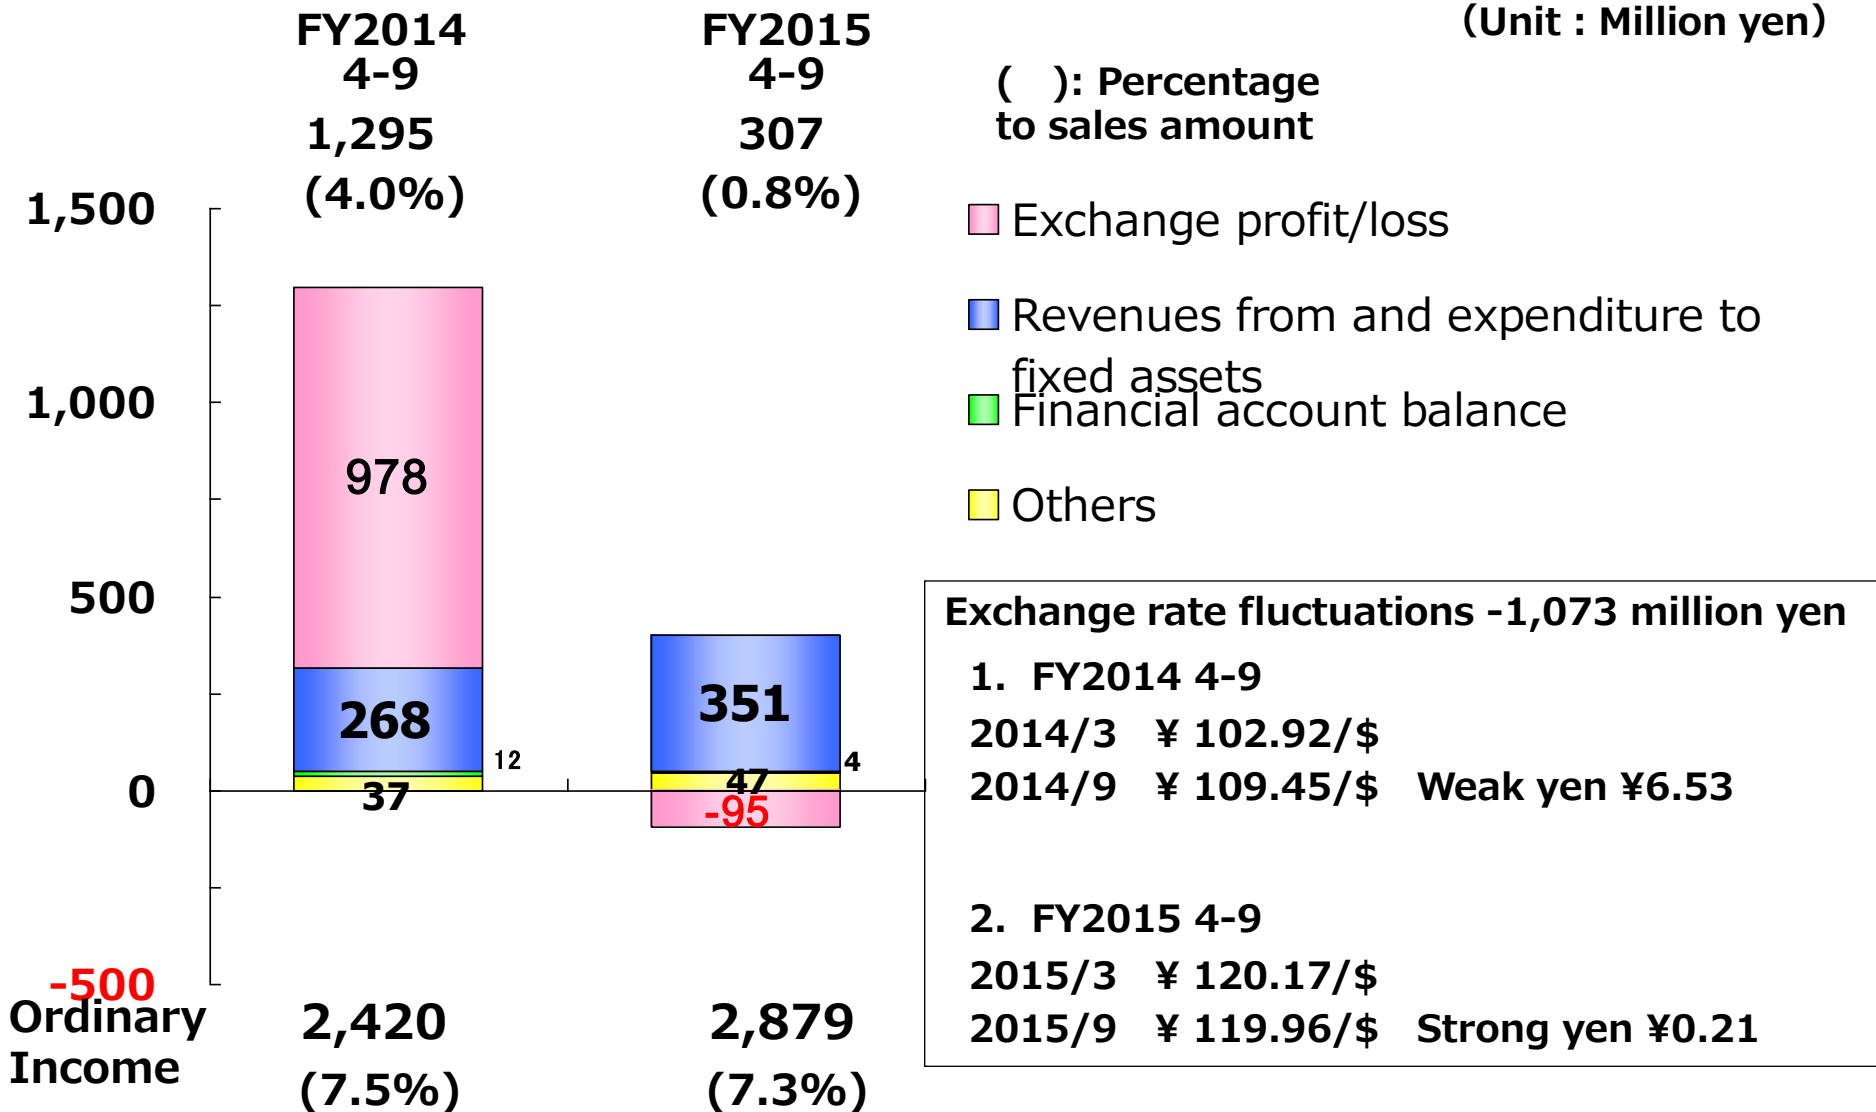 FY2014
4-9
1,295
(4.0%)
FY2015
4-9
307
(0.8%)
(Unit : Million yen)
(   ): Percentage
to sales amount
Exchange profit/loss
Revenues from and expenditure to
fixed assets
Financial account balance
Others
1,500
1,000
500
0
-500
978
268
12
37
351
4
47
-95
Exchange rate fluctuations -1,073 million yen
1. FY2014 4-9
2014/3 ¥ 102.92/$
2014/9 ¥ 109.45/$ Weak yen ¥6.53
2. FY2015 4-9
2015/3 ¥ 120.17/$
2015/9 ¥ 119.96/$ Strong yen ¥0.21
Ordinary
Income
2,420
(7.5%)
2,879
(7.3%)